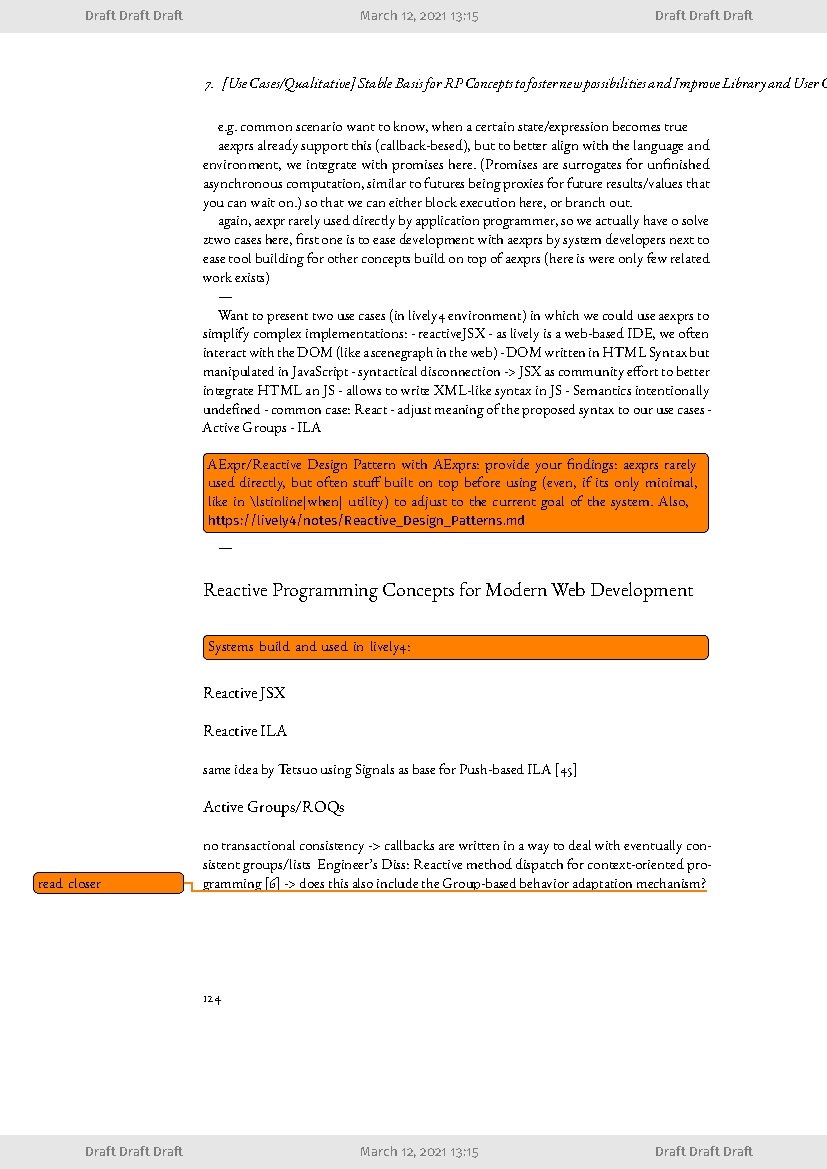 Draft Draft Draft March 12, 2021 13:15 Draft Draft Draft
7. [Use Cases/Qualitative] Stable Basis for RP Concepts to foster new possibilities and Improve Library and User
e.g. common scenario want to know, when a certain state/expression becomes true
aexprs already support this (callback-besed), but to better align with the language and
environment, we integrate with promises here. (Promises are surrogates for unfinished
asynchronous computation, similar to futures being proxies for future results/values that
you can wait on.) so that we can either block execution here, or branch out.
again, aexpr rarely used directly by application programmer, so we actually have o solve
2two cases here, first one is to ease development with aexprs by system developers next to
ease tool building for other concepts build on top of aexprs (here is were only few related
work exists)
—
Want to present two use cases (in lively4 environment) in which we could use aexprs to
simplify complex implementations: - reactiveJSX - as lively is a web-based IDE, we often
interact with the DOM (like a scenegraph in the web) - DOM written in HTML Syntax but
manipulated in JavaScript - syntactical disconnection -> JSX as community effort to better
integrate HTML an JS - allows to write XML-like syntax in JS - Semantics intentionally
undefined - common case: React - adjust meaning of the proposed syntax to our use cases -
Active Groups - ILA
AExpr/Reactive Design Pattern with AExprs: provide your findings: aexprs rarely
used directly, but often stuff built on top before using (even, if its only minimal,
like in \lstinline|when| utility) to adjust to the current goal of the system. Also,
https://lively4/notes/Reactive_Design_Patterns.md
—
Reactive Programming Concepts for Modern Web Development
Systems build and used in lively4:
Reactive JSX
Reactive ILA
same idea by Tetsuo using Signals as base for Push-based ILA [45]
Active Groups/ROQs
no transactional consistency -> callbacks are written in a way to deal with eventually con-
sistent groups/lists Engineer's Diss: Reactive method dispatch for context-oriented pro-
read closer
gramming [6] -> does this also include the Group-based behavior adaptation mechanism?
124
Draft Draft Draft March 12, 2021 13:15 Draft Draft Draft